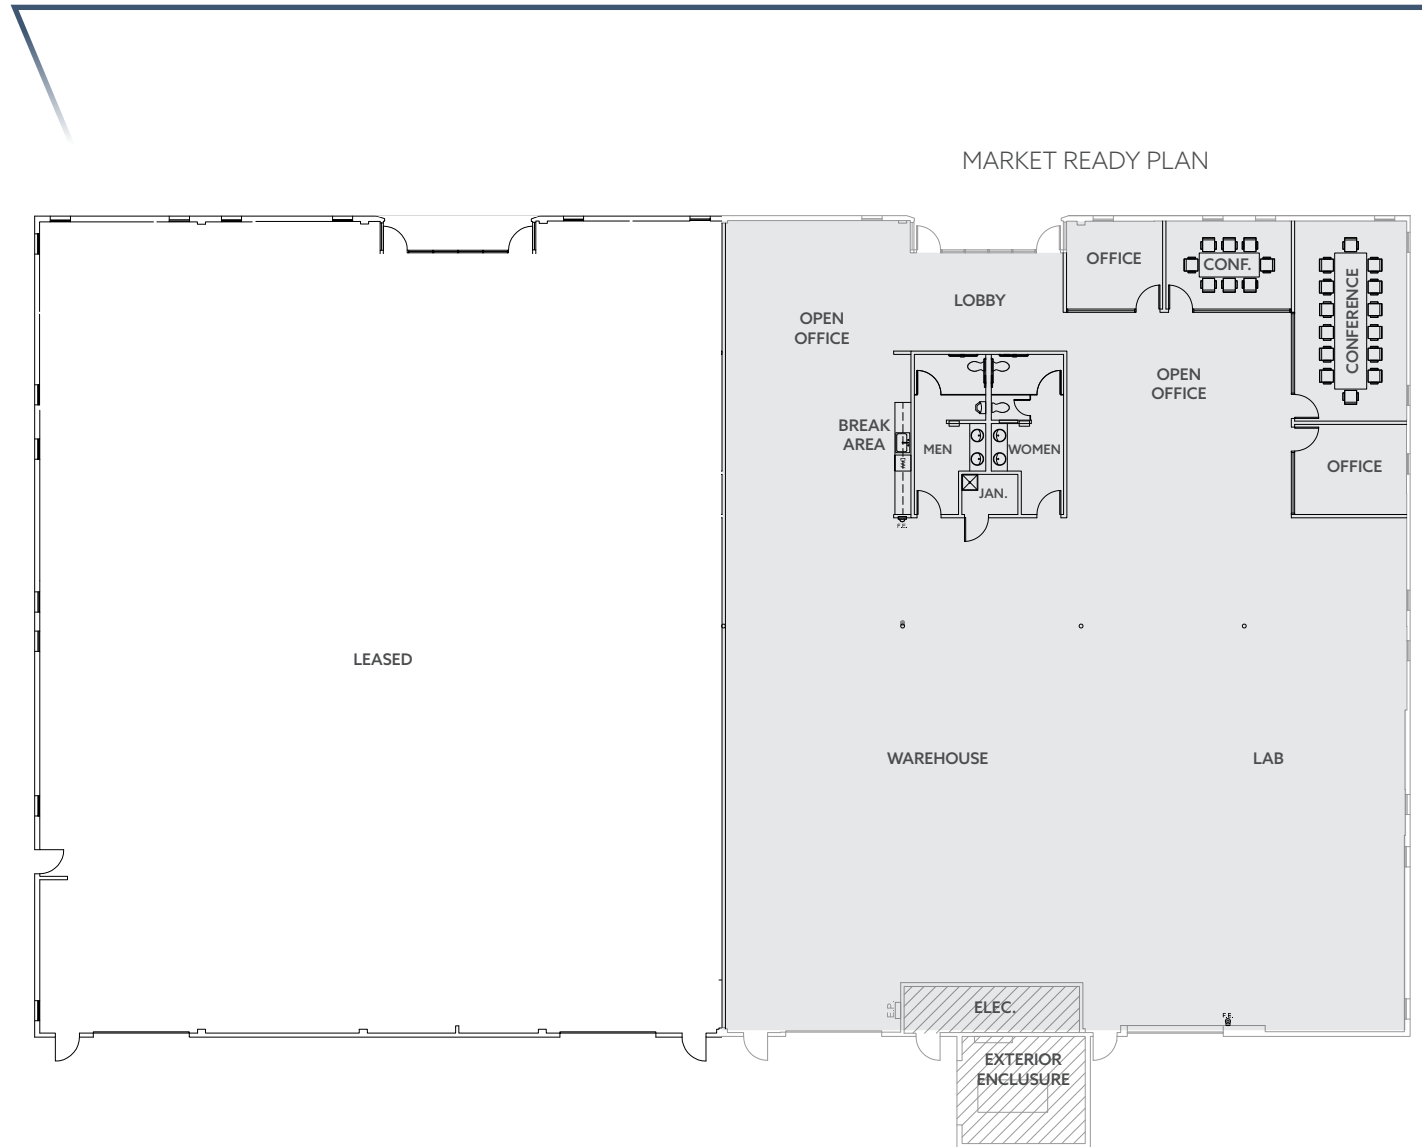 MARKET READY PLAN
OFFICE
CONF.
CONFERENCE
LOBBY
OPEN
OFFICE
OPEN
OFFICE
BREAK
AREA
MEN
WOMEN
OFFICE
JAN.
DW
F.E.
LEASED
WAREHOUSE
LAB
E.P.
ELEC.
F.E.
EXTERIOR
ENCLUSURE